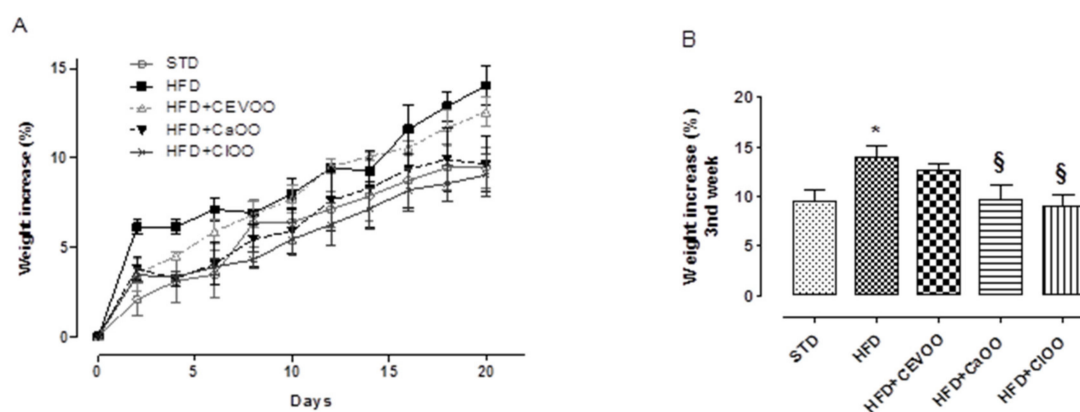 A
STD
HFD
HFD+CEVOO
HFD+CaOO
HFD+ClOO
Weight increase (%)
15
10
5
0
0
5
10
15
20
Days
B
Weight increase (%)
3nd week
20
15
10
5
0
*
§
§
STD
HFD
HFD+CEVOO
HFD+CaOO
HFD+ClOO